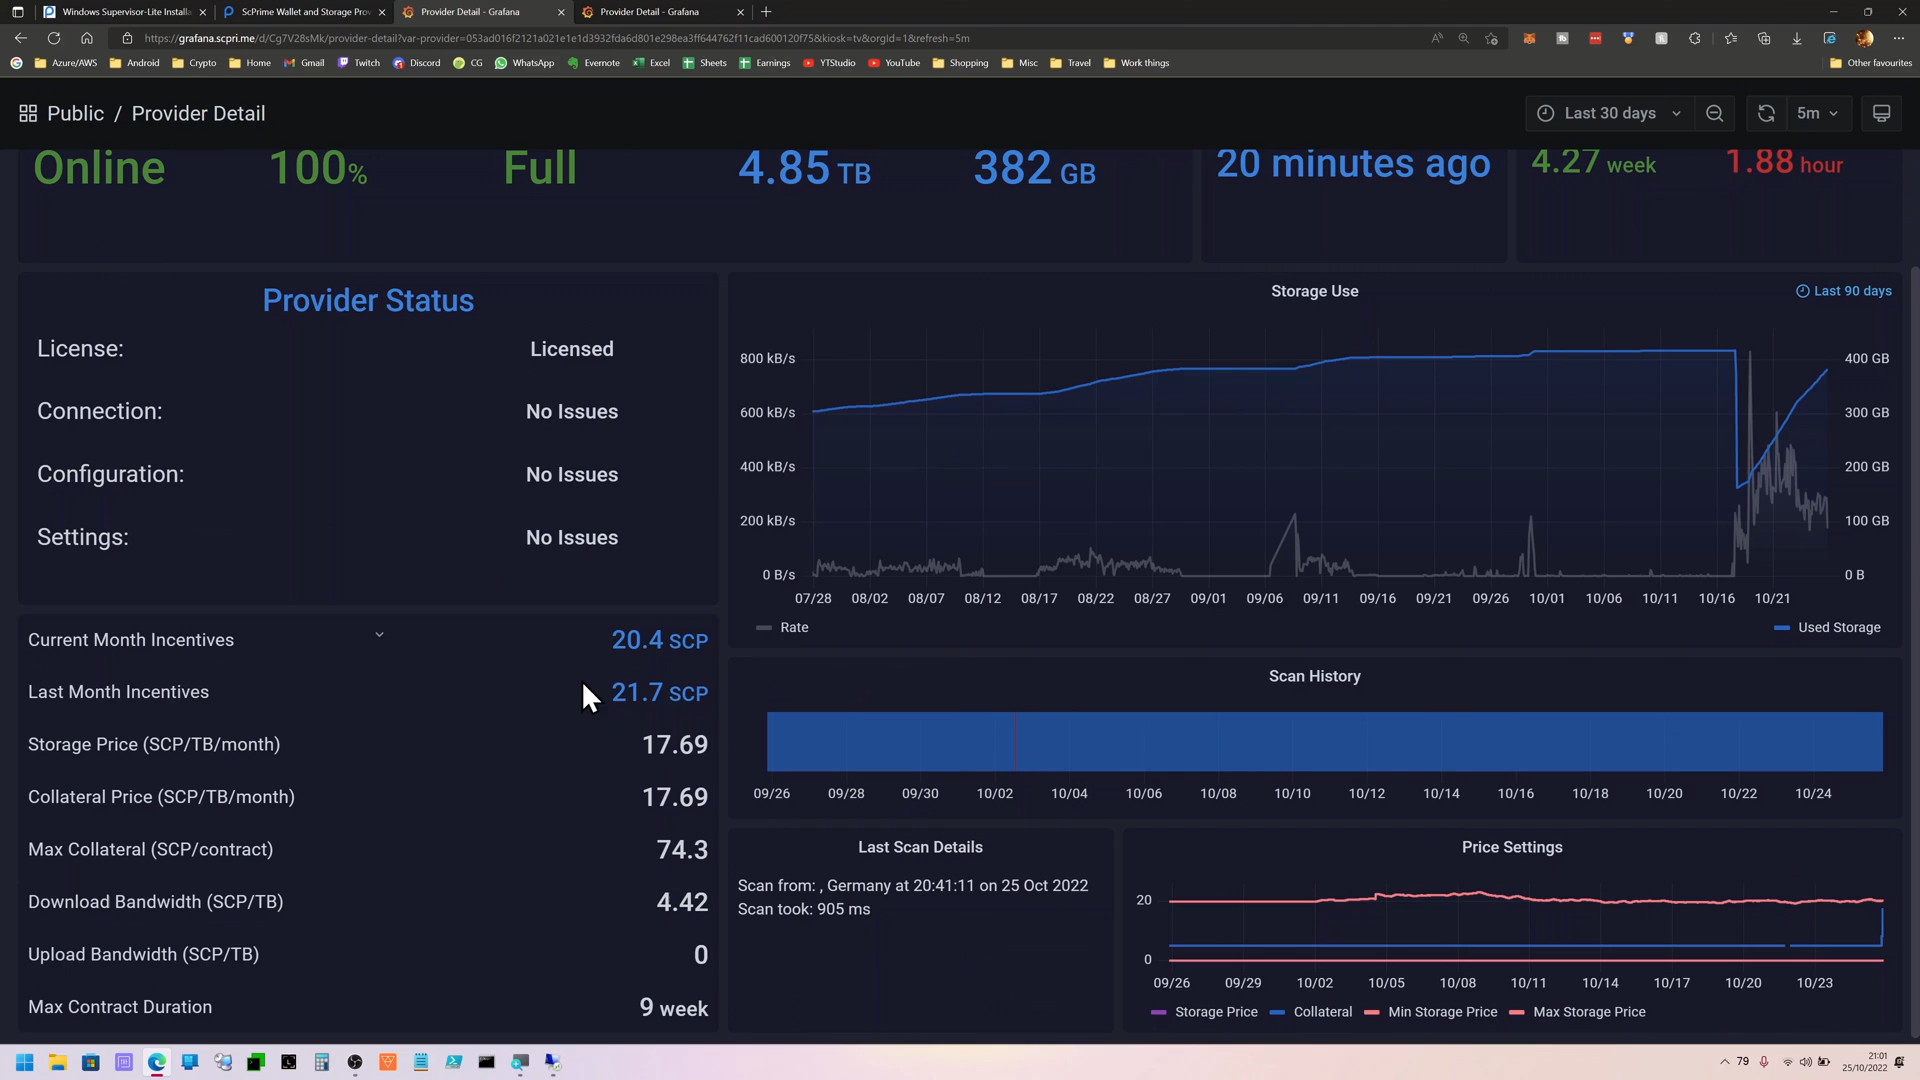 Windows Supervisor-Lite Installa
ScPrime Wallet and Storage Prov
Provider Detail - Grafana
Provider Detail - Grafana
https://grafana.scpri.me/d/Cg7V28sMk/provider-detail?var-provider=053ad016f2121a021e1e1d3932fda6d801e298ea3ff644762f11cad600120f75&kiosk=tv&orgId=1&refresh=5m
Azure/AWS
Android
Crypto
Home
Gmail
Twitch
Discord
CG
WhatsApp
Evernote
Excel
Sheets
Earnings
YTStudio
YouTube
Shopping
Misc
Travel
Work things
Other favourites
Public / Provider Detail
Last 30 days
5m
Online
100%
Full
4.85 TB
382 GB
20 minutes ago
4.27 week
1.88 hour
Provider Status
License: Licensed
Connection: No Issues
Configuration: No Issues
Settings: No Issues
Storage Use
Last 90 days
800 kB/s
600 kB/s
400 kB/s
200 kB/s
0 B/s
400 GB
300 GB
200 GB
100 GB
0 B
07/28 08/02 08/07 08/12 08/17 08/22 08/27 09/01 09/06 09/11 09/16 09/21 09/26 10/01 10/06 10/11 10/16 10/21
Rate
Used Storage
Current Month Incentives 20.4 SCP
Last Month Incentives 21.7 SCP
Storage Price (SCP/TB/month) 17.69
Collateral Price (SCP/TB/month) 17.69
Max Collateral (SCP/contract) 74.3
Download Bandwidth (SCP/TB) 4.42
Upload Bandwidth (SCP/TB) 0
Max Contract Duration 9 week
Scan History
09/26 09/28 09/30 10/02 10/04 10/06 10/08 10/10 10/12 10/14 10/16 10/18 10/20 10/22 10/24
Last Scan Details
Scan from: , Germany at 20:41:11 on 25 Oct 2022
Scan took: 905 ms
Price Settings
20
0
09/26 09/29 10/02 10/05 10/08 10/11 10/14 10/17 10/20 10/23
Storage Price Collateral Min Storage Price Max Storage Price
79
21:01
25/10/2022